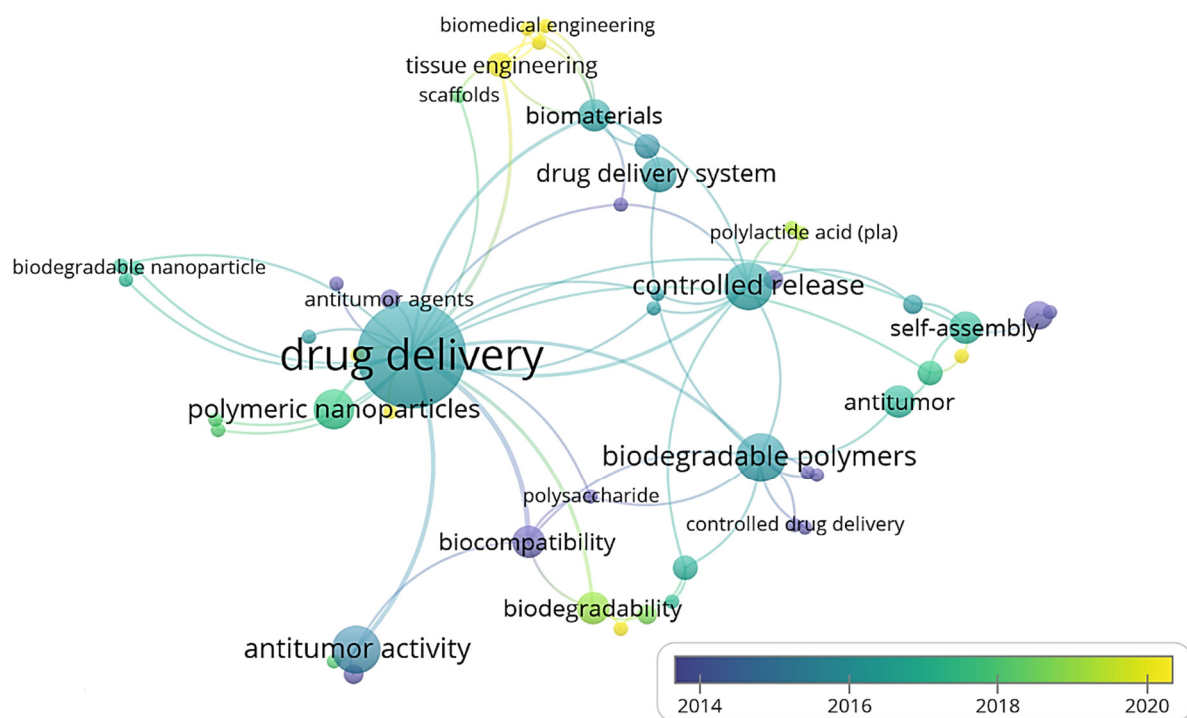 biomedical engineering
tissue engineering
scaffolds
biomaterials
drug delivery system
polylactide acid (pla)
biodegradable nanoparticle
controlled release
antitumor agents
self-assembly
drug delivery
antitumor
polymeric nanoparticles
biodegradable polymers
polysaccharide
controlled drug delivery
biocompatibility
biodegradability
antitumor activity
2014 2016 2018 2020